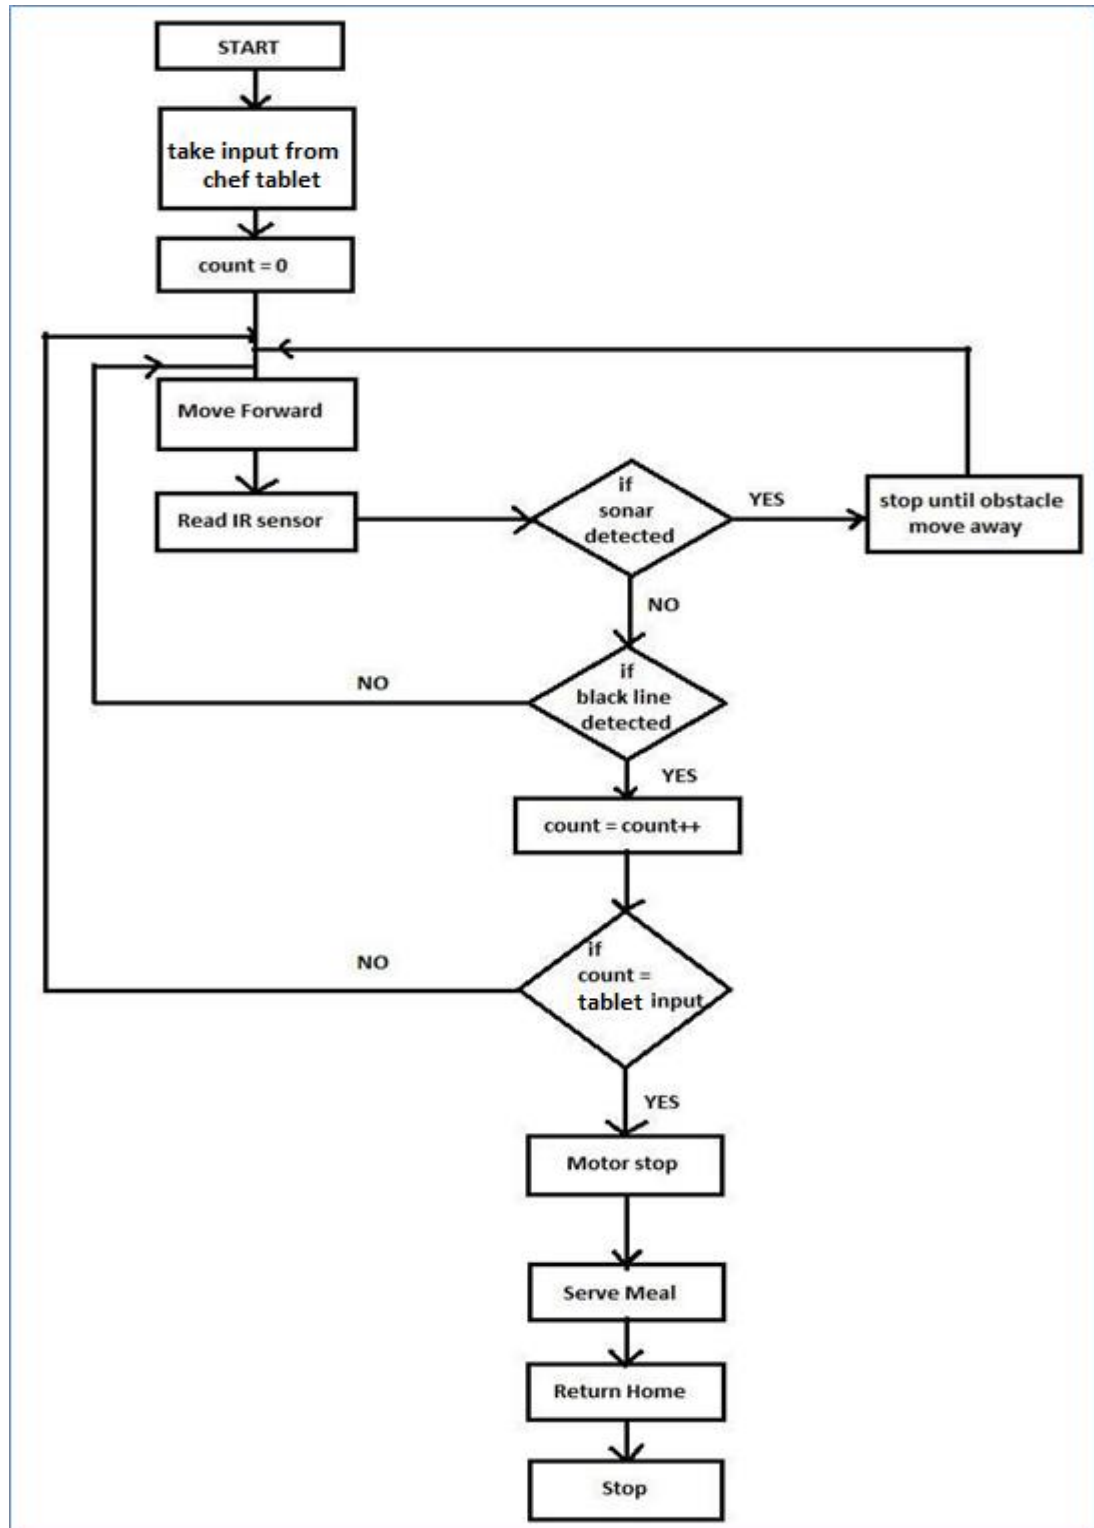 START
take input from
chef tablet
count = 0
Move Forward
Read IR sensor
if
sonar
detected
YES
stop until obstacle
move away
NO
if
black line
detected
NO
YES
count = count++
if
count =
tablet input
NO
YES
Motor stop
Serve Meal
Return Home
Stop